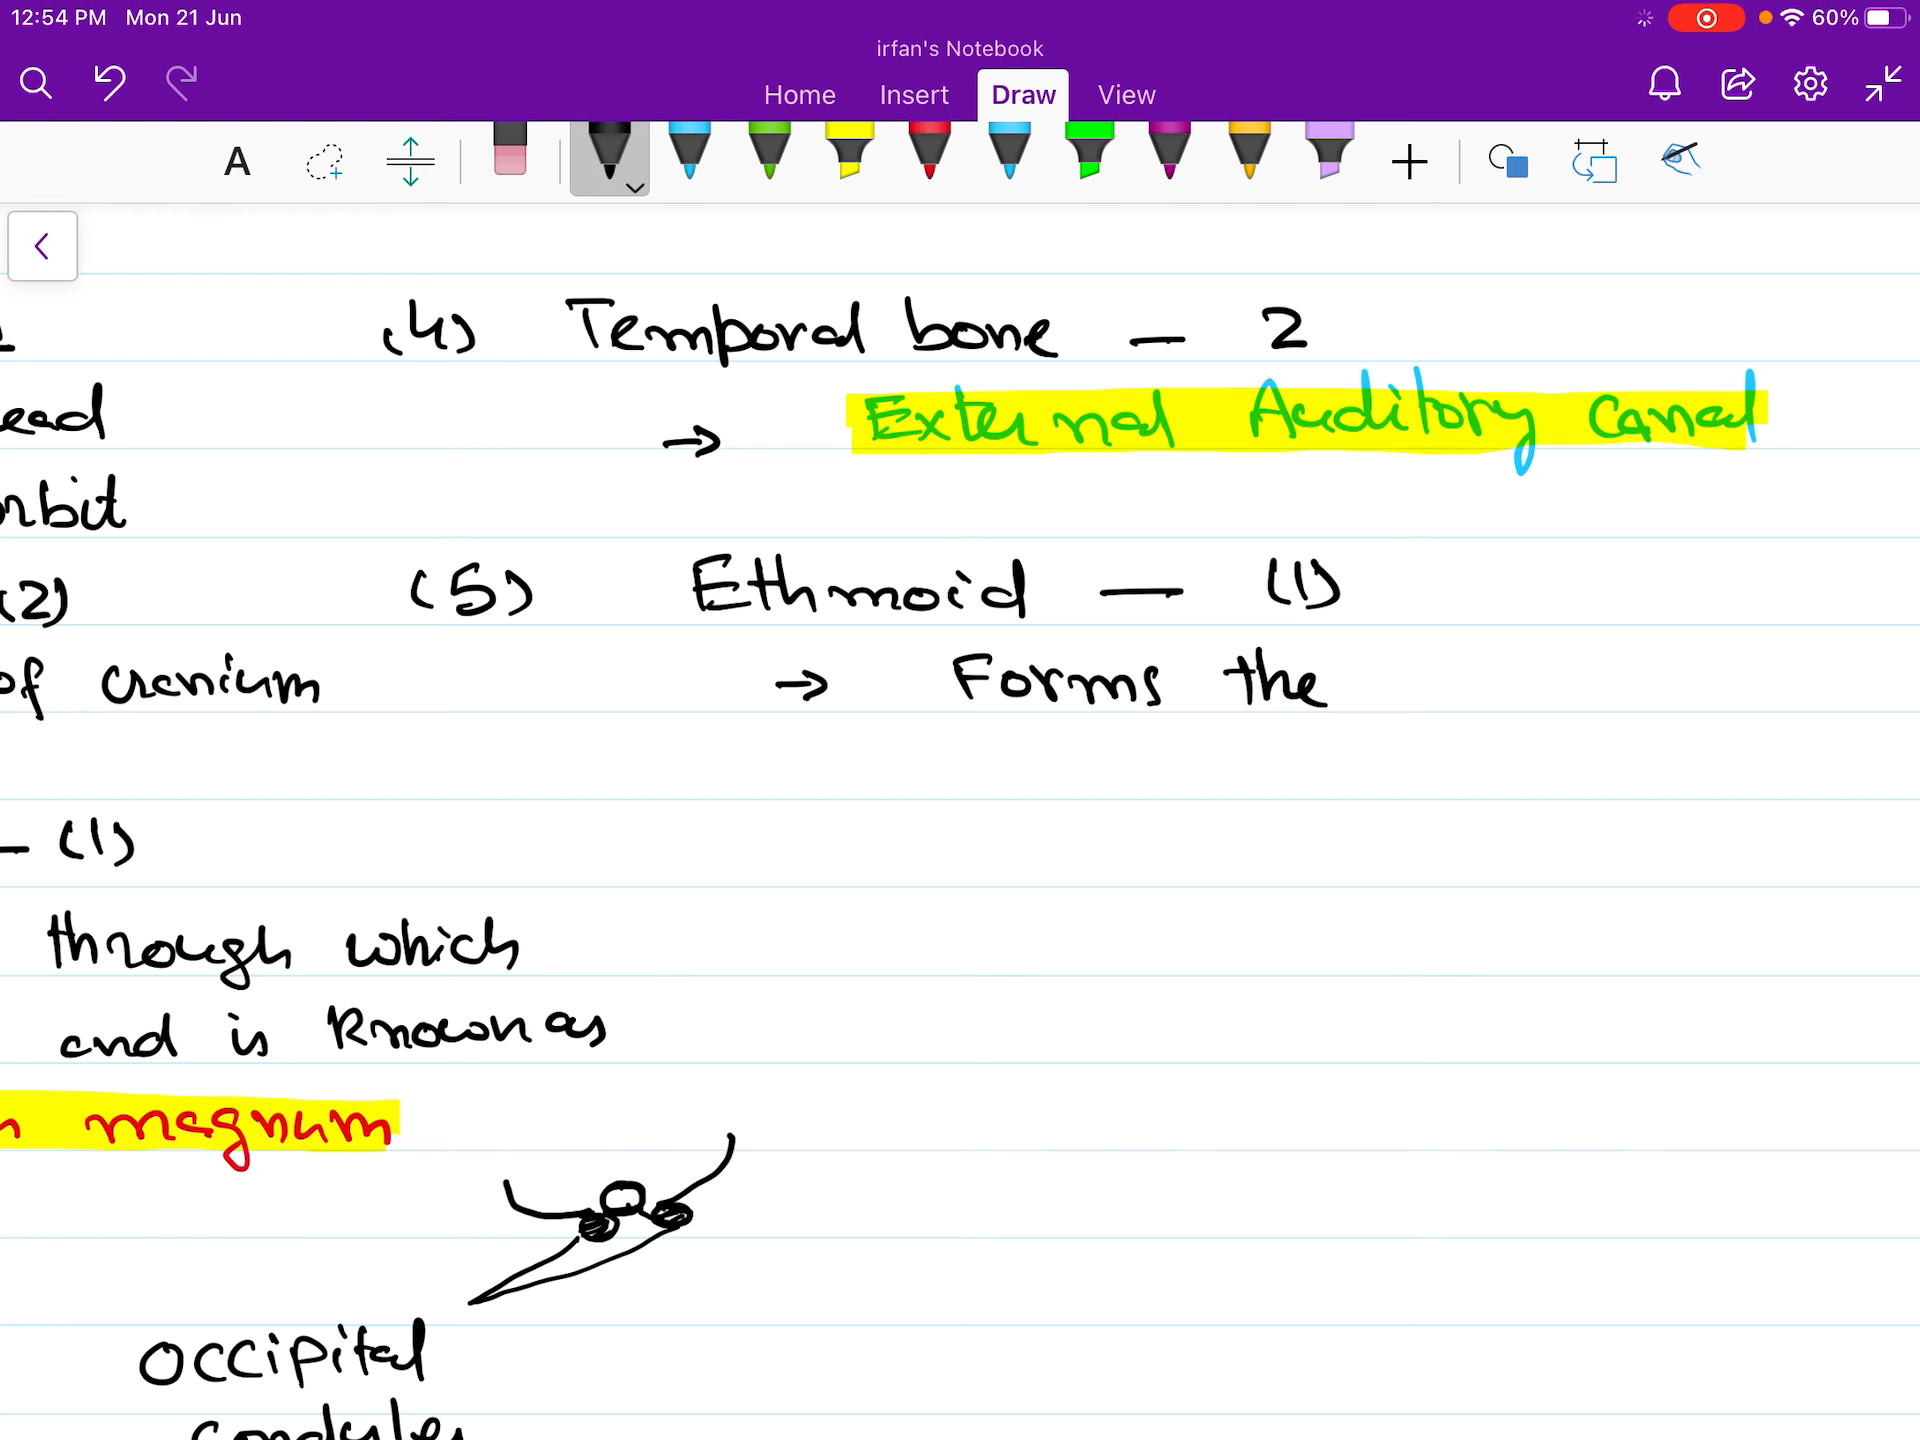 12:54 PM Mon 21 Jun
60%
irfan's Notebook
Home Insert Draw View
A
(4) Temporal bone - 2
ead
→ External Auditory Canal
orbit
(2)
(5) Ethmoid — (1)
of cranium
→ Forms the
- (1)
through which
and is known as
magnum
Occipital
condyles